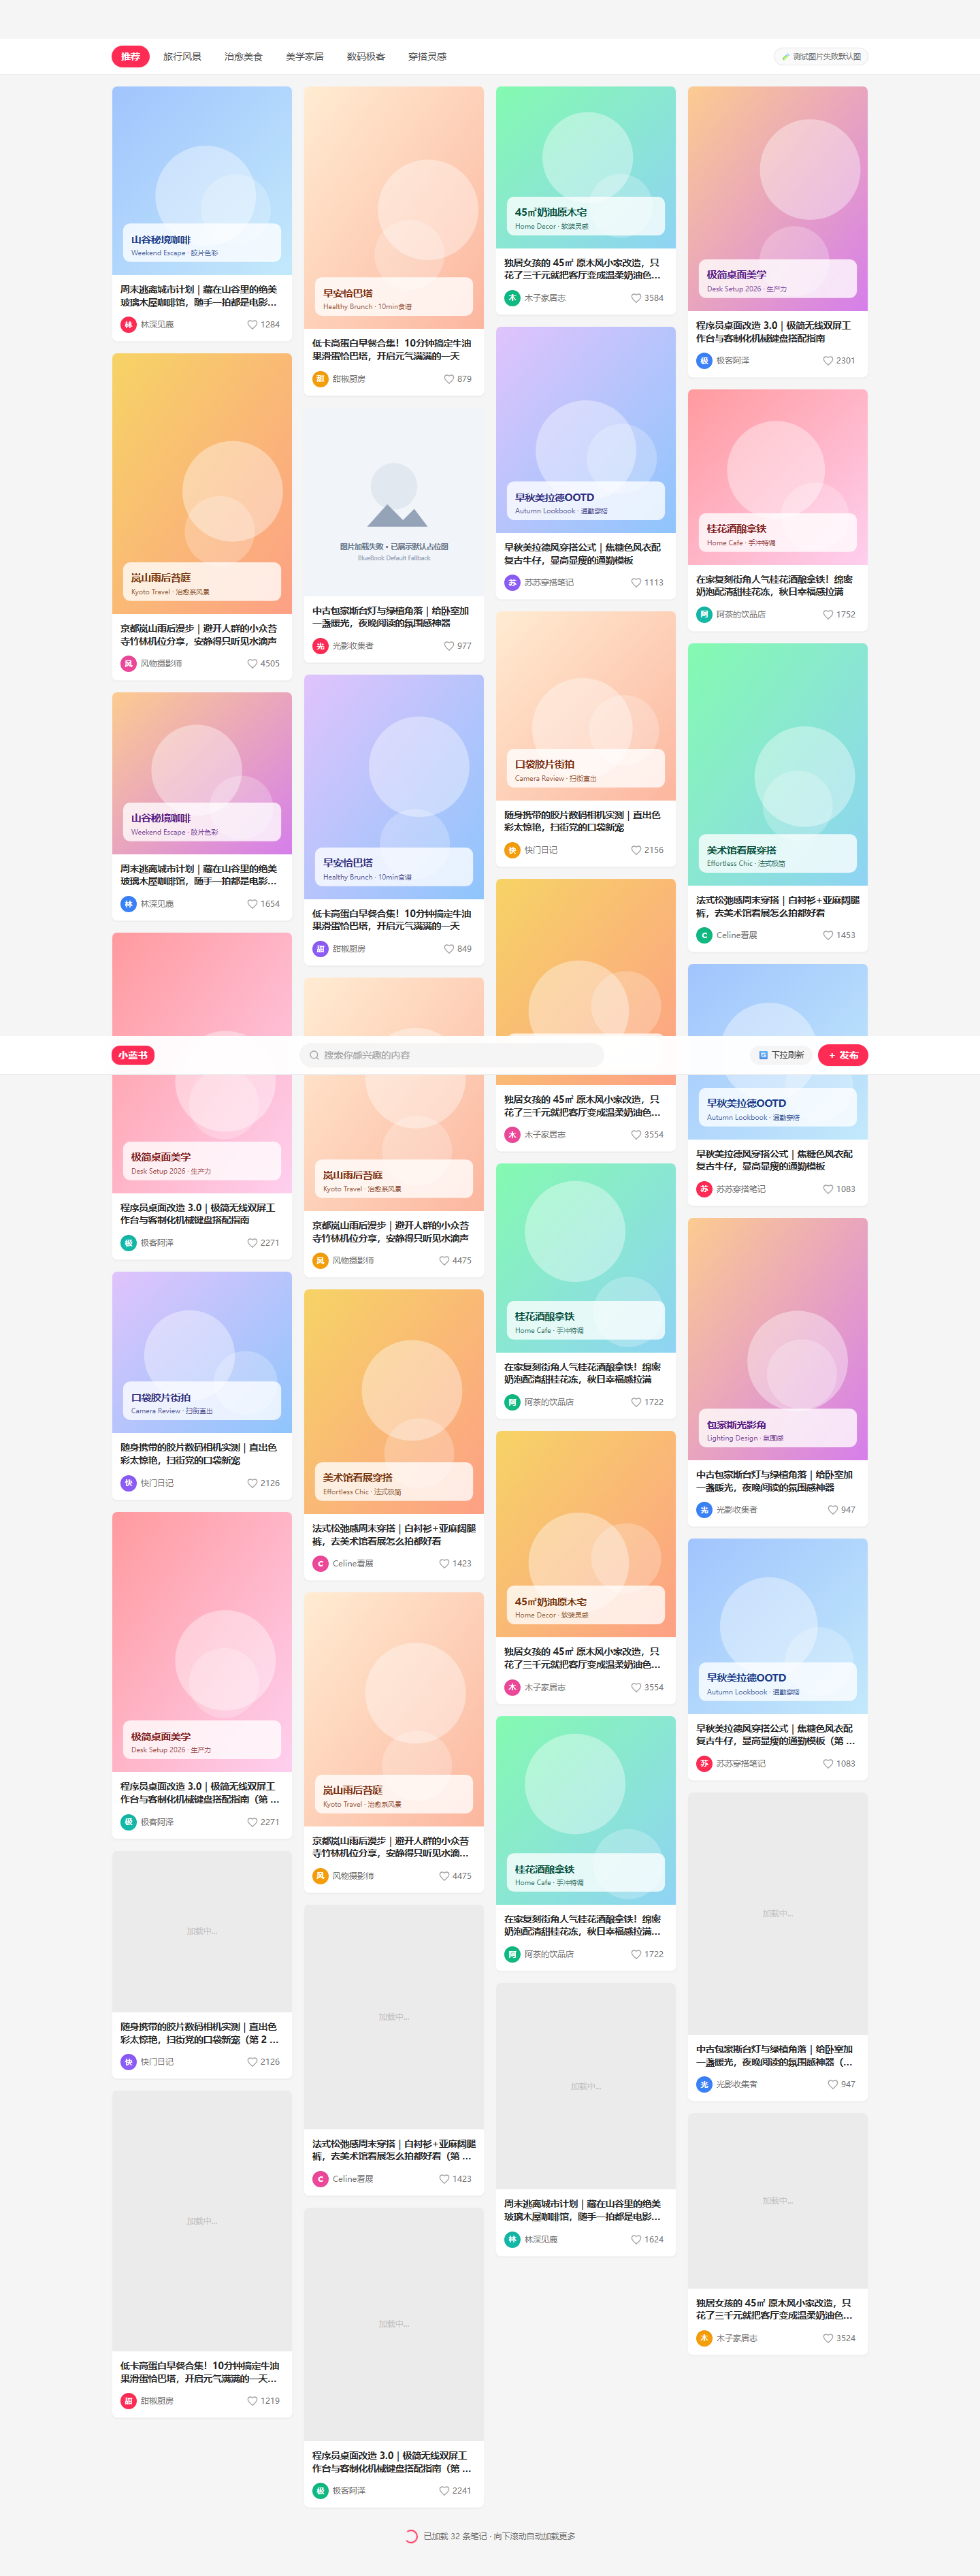 推荐
旅行风景
治愈美食
美学家居
数码极客
穿搭灵感
测试图片失败默认图
山谷秘境咖啡
Weekend Escape · 胶片色彩
周末逃离城市计划｜藏在山谷里的绝美
玻璃木屋咖啡馆，随手一拍都是电影...
林
林深见鹿
1284
岚山雨后苔庭
Kyoto Travel · 治愈系风景
京都岚山雨后漫步｜避开人群的小众苔
寺竹林机位分享，安静得只听见水滴声
风
风物摄影师
4505
山谷秘境咖啡
Weekend Escape · 胶片色彩
周末逃离城市计划｜藏在山谷里的绝美
玻璃木屋咖啡馆，随手一拍都是电影...
林
林深见鹿
1654
早安恰巴塔
Healthy Brunch · 10min食谱
低卡高蛋白早餐合集！10分钟搞定牛油
果滑蛋恰巴塔，开启元气满满的一天
甜
甜椒厨房
879
图片加载失败 • 已展示默认占位图
BlueBook Default Fallback
中古包豪斯台灯与绿植角落｜给卧室加
一盏暖光，夜晚阅读的氛围感神器
光
光影收集者
977
早安恰巴塔
Healthy Brunch · 10min食谱
低卡高蛋白早餐合集！10分钟搞定牛油
果滑蛋恰巴塔，开启元气满满的一天
甜
甜椒厨房
849
45㎡奶油原木宅
Home Decor · 软装灵感
独居女孩的 45㎡ 原木风小家改造，只
花了三千元就把客厅变成温柔奶油色...
木
木子家居志
3584
早秋美拉德OOTD
Autumn Lookbook · 通勤穿搭
早秋美拉德风穿搭公式｜焦糖色风衣配
复古牛仔，显高显瘦的通勤模板
苏
苏苏穿搭笔记
1113
口袋胶片街拍
Camera Review · 扫街直出
随身携带的胶片数码相机实测｜直出色
彩太惊艳，扫街党的口袋新宠
快
快门日记
2156
极简桌面美学
Desk Setup 2026 · 生产力
程序员桌面改造 3.0｜极简无线双屏工
作台与客制化机械键盘搭配指南
极
极客阿泽
2301
桂花酒酿拿铁
Home Cafe · 手冲特调
在家复刻街角人气桂花酒酿拿铁！绵密
奶泡配清甜桂花冻，秋日幸福感拉满
阿
阿茶的饮品店
1752
美术馆看展穿搭
Effortless Chic · 法式极简
法式松弛感周末穿搭｜白衬衫+亚麻阔腿
裤，去美术馆看展怎么拍都好看
C
Celine看展
1453
小蓝书
搜索你感兴趣的内容
下拉刷新
+ 发布
极简桌面美学
Desk Setup 2026 · 生产力
程序员桌面改造 3.0｜极简无线双屏工
作台与客制化机械键盘搭配指南
极
极客阿泽
2271
口袋胶片街拍
Camera Review · 扫街直出
随身携带的胶片数码相机实测｜直出色
彩太惊艳，扫街党的口袋新宠
快
快门日记
2126
极简桌面美学
Desk Setup 2026 · 生产力
程序员桌面改造 3.0｜极简无线双屏工
作台与客制化机械键盘搭配指南（第 ...
极
极客阿泽
2271
加载中...
随身携带的胶片数码相机实测｜直出色
彩太惊艳，扫街党的口袋新宠（第 2 ...
快
快门日记
2126
加载中...
低卡高蛋白早餐合集！10分钟搞定牛油
果滑蛋恰巴塔，开启元气满满的一天...
甜
甜椒厨房
1219
岚山雨后苔庭
Kyoto Travel · 治愈系风景
京都岚山雨后漫步｜避开人群的小众苔
寺竹林机位分享，安静得只听见水滴声
风
风物摄影师
4475
美术馆看展穿搭
Effortless Chic · 法式极简
法式松弛感周末穿搭｜白衬衫+亚麻阔腿
裤，去美术馆看展怎么拍都好看
C
Celine看展
1423
岚山雨后苔庭
Kyoto Travel · 治愈系风景
京都岚山雨后漫步｜避开人群的小众苔
寺竹林机位分享，安静得只听见水滴...
风
风物摄影师
4475
加载中...
法式松弛感周末穿搭｜白衬衫+亚麻阔腿
裤，去美术馆看展怎么拍都好看（第 ...
C
Celine看展
1423
加载中...
程序员桌面改造 3.0｜极简无线双屏工
作台与客制化机械键盘搭配指南（第 ...
极
极客阿泽
2241
独居女孩的 45㎡ 原木风小家改造，只
花了三千元就把客厅变成温柔奶油色...
木
木子家居志
3554
桂花酒酿拿铁
Home Cafe · 手冲特调
在家复刻街角人气桂花酒酿拿铁！绵密
奶泡配清甜桂花冻，秋日幸福感拉满
阿
阿茶的饮品店
1722
45㎡奶油原木宅
Home Decor · 软装灵感
独居女孩的 45㎡ 原木风小家改造，只
花了三千元就把客厅变成温柔奶油色...
木
木子家居志
3554
桂花酒酿拿铁
Home Cafe · 手冲特调
在家复刻街角人气桂花酒酿拿铁！绵密
奶泡配清甜桂花冻，秋日幸福感拉满...
阿
阿茶的饮品店
1722
加载中...
周末逃离城市计划｜藏在山谷里的绝美
玻璃木屋咖啡馆，随手一拍都是电影...
林
林深见鹿
1624
早秋美拉德OOTD
Autumn Lookbook · 通勤穿搭
早秋美拉德风穿搭公式｜焦糖色风衣配
复古牛仔，显高显瘦的通勤模板
苏
苏苏穿搭笔记
1083
包豪斯光影角
Lighting Design · 氛围感
中古包豪斯台灯与绿植角落｜给卧室加
一盏暖光，夜晚阅读的氛围感神器
光
光影收集者
947
早秋美拉德OOTD
Autumn Lookbook · 通勤穿搭
早秋美拉德风穿搭公式｜焦糖色风衣配
复古牛仔，显高显瘦的通勤模板（第 ...
苏
苏苏穿搭笔记
1083
加载中...
中古包豪斯台灯与绿植角落｜给卧室加
一盏暖光，夜晚阅读的氛围感神器（...
光
光影收集者
947
加载中...
独居女孩的 45㎡ 原木风小家改造，只
花了三千元就把客厅变成温柔奶油色...
木
木子家居志
3524
已加载 32 条笔记 · 向下滚动自动加载更多